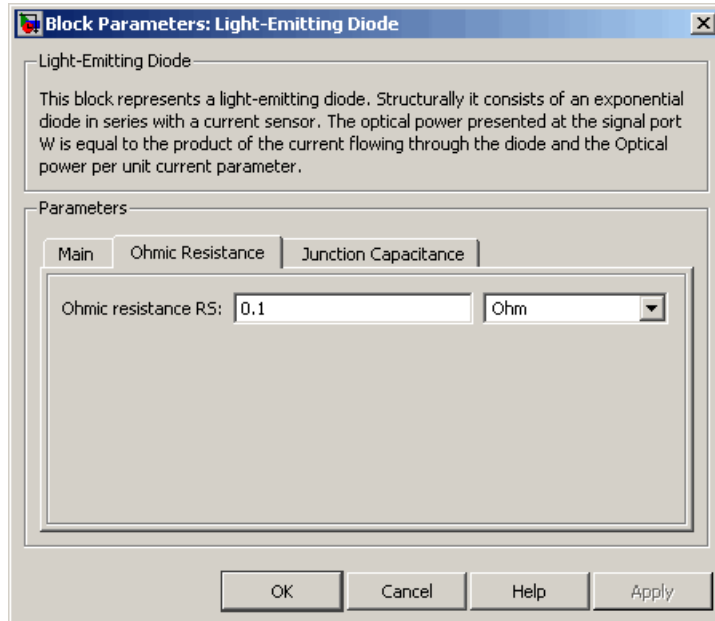 Block Parameters: Light-Emitting Diode
Light-Emitting Diode
This block represents a light-emitting diode. Structurally it consists of an exponential
diode in series with a current sensor. The optical power presented at the signal port
W is equal to the product of the current flowing through the diode and the Optical
power per unit current parameter.
Parameters
Main Ohmic Resistance Junction Capacitance
Ohmic resistance RS: 0.1 Ohm
OK Cancel Help Apply